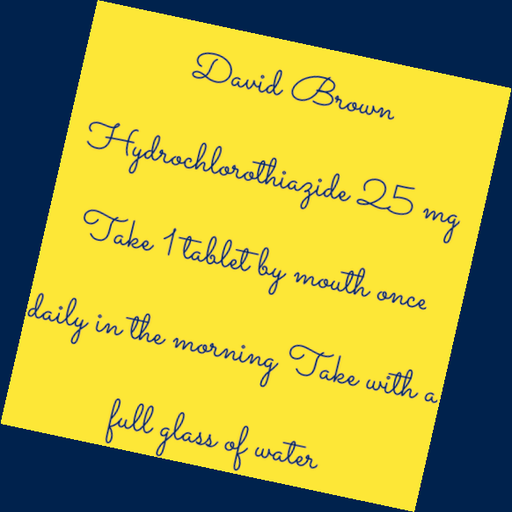 David Brown
Hydrochlorothiazide 25 mg
Take 1 tablet by mouth once
daily in the morning Take with a
full glass of water